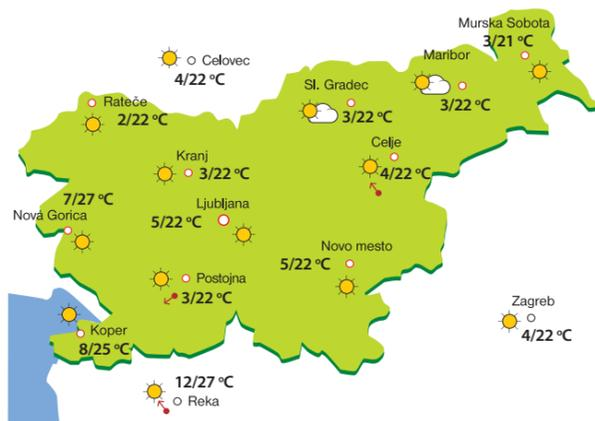 Murska Sobota
3/21 °C
Maribor
3/22 °C
Celovec
4/22 °C
Sl. Gradec
3/22 °C
Rateče
2/22 °C
Celje
4/22 °C
Kranj
3/22 °C
7/27 °C
Nova Gorica
Ljubljana
5/22 °C
Novo mesto
5/22 °C
Postojna
3/22 °C
Zagreb
4/22 °C
Koper
8/25 °C
12/27 °C
Reka